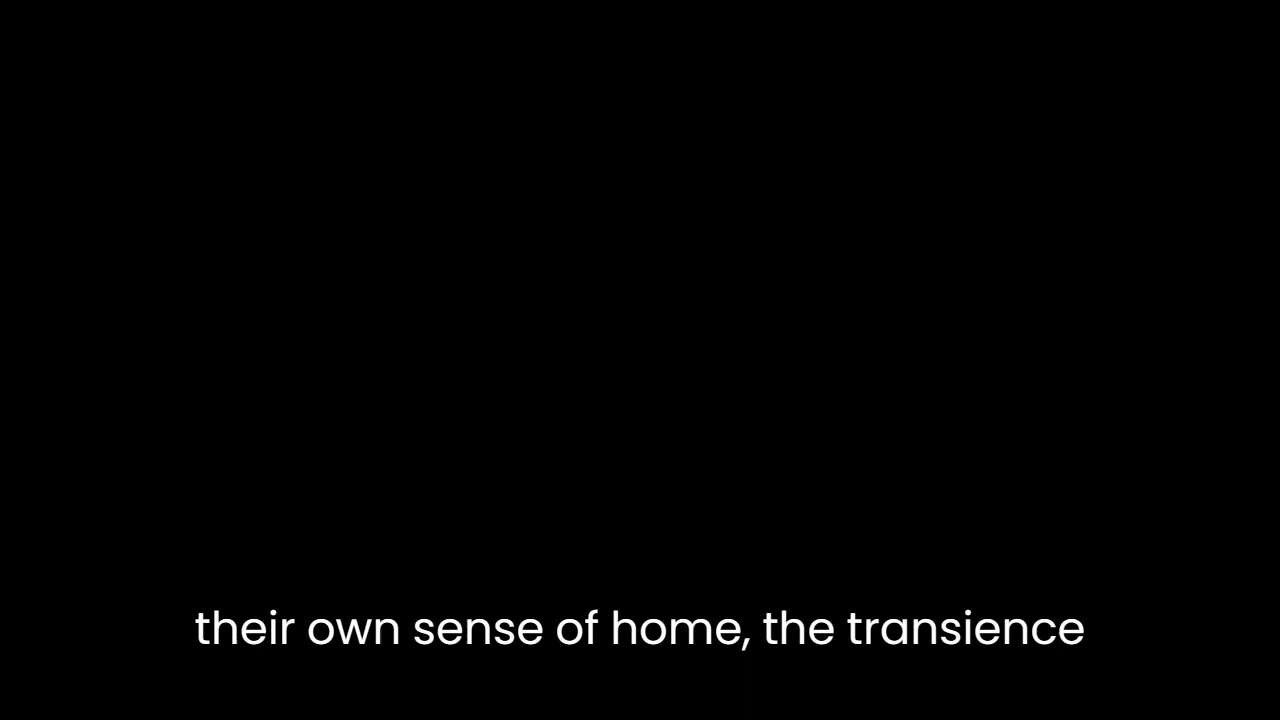 their own sense of home, the transience